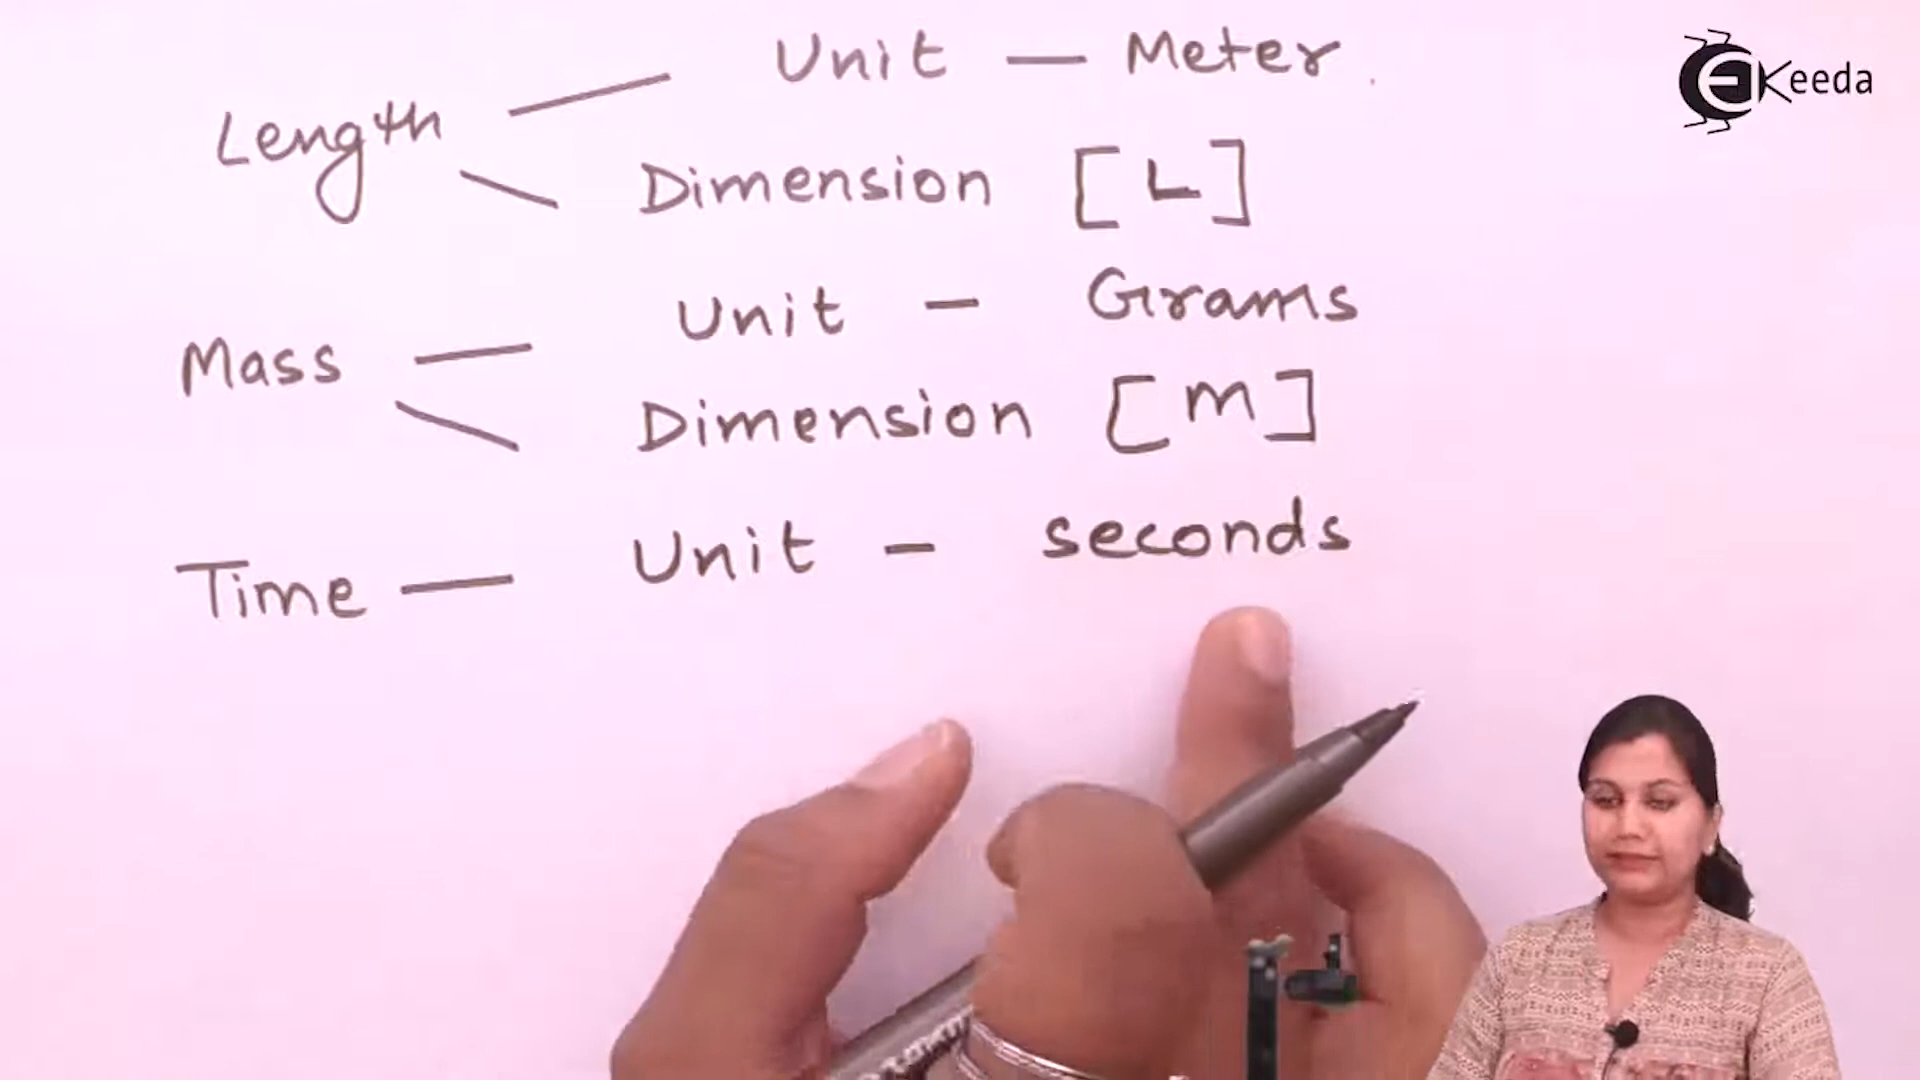 Length — Unit — Meter
Dimension [L]
Mass — Unit - Grams
Dimension [M]
Time — Unit - seconds
EKeeda